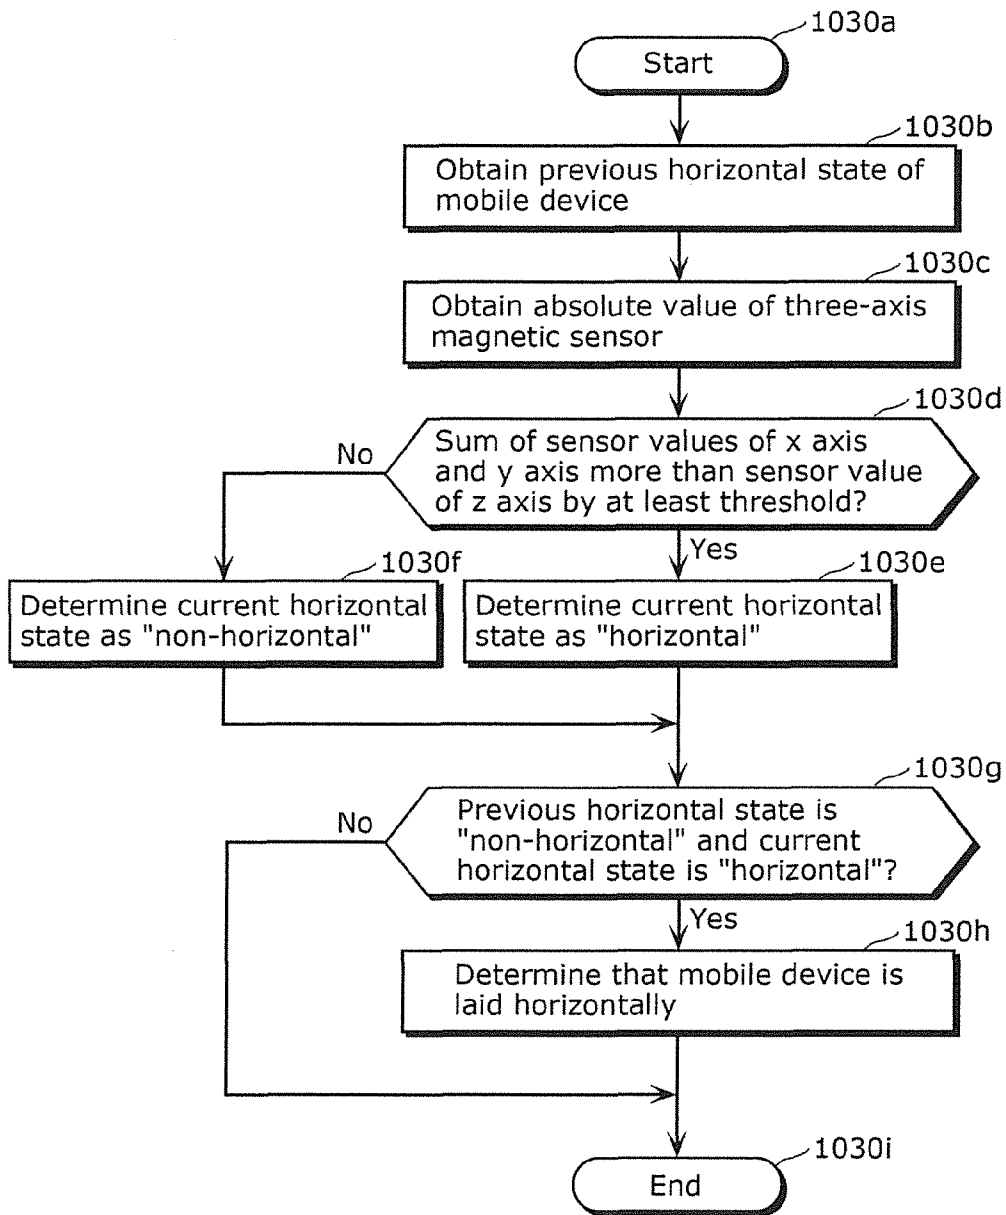 1030a
Start
1030b
Obtain previous horizontal state of
mobile device
1030c
Obtain absolute value of three-axis
magnetic sensor
1030d
No
Sum of sensor values of x axis
and y axis more than sensor value
of z axis by at least threshold?
Yes
1030f
Determine current horizontal
state as "non-horizontal"
1030e
Determine current horizontal
state as "horizontal"
1030g
No
Previous horizontal state is
"non-horizontal" and current
horizontal state is "horizontal"?
Yes
1030h
Determine that mobile device is
laid horizontally
1030i
End